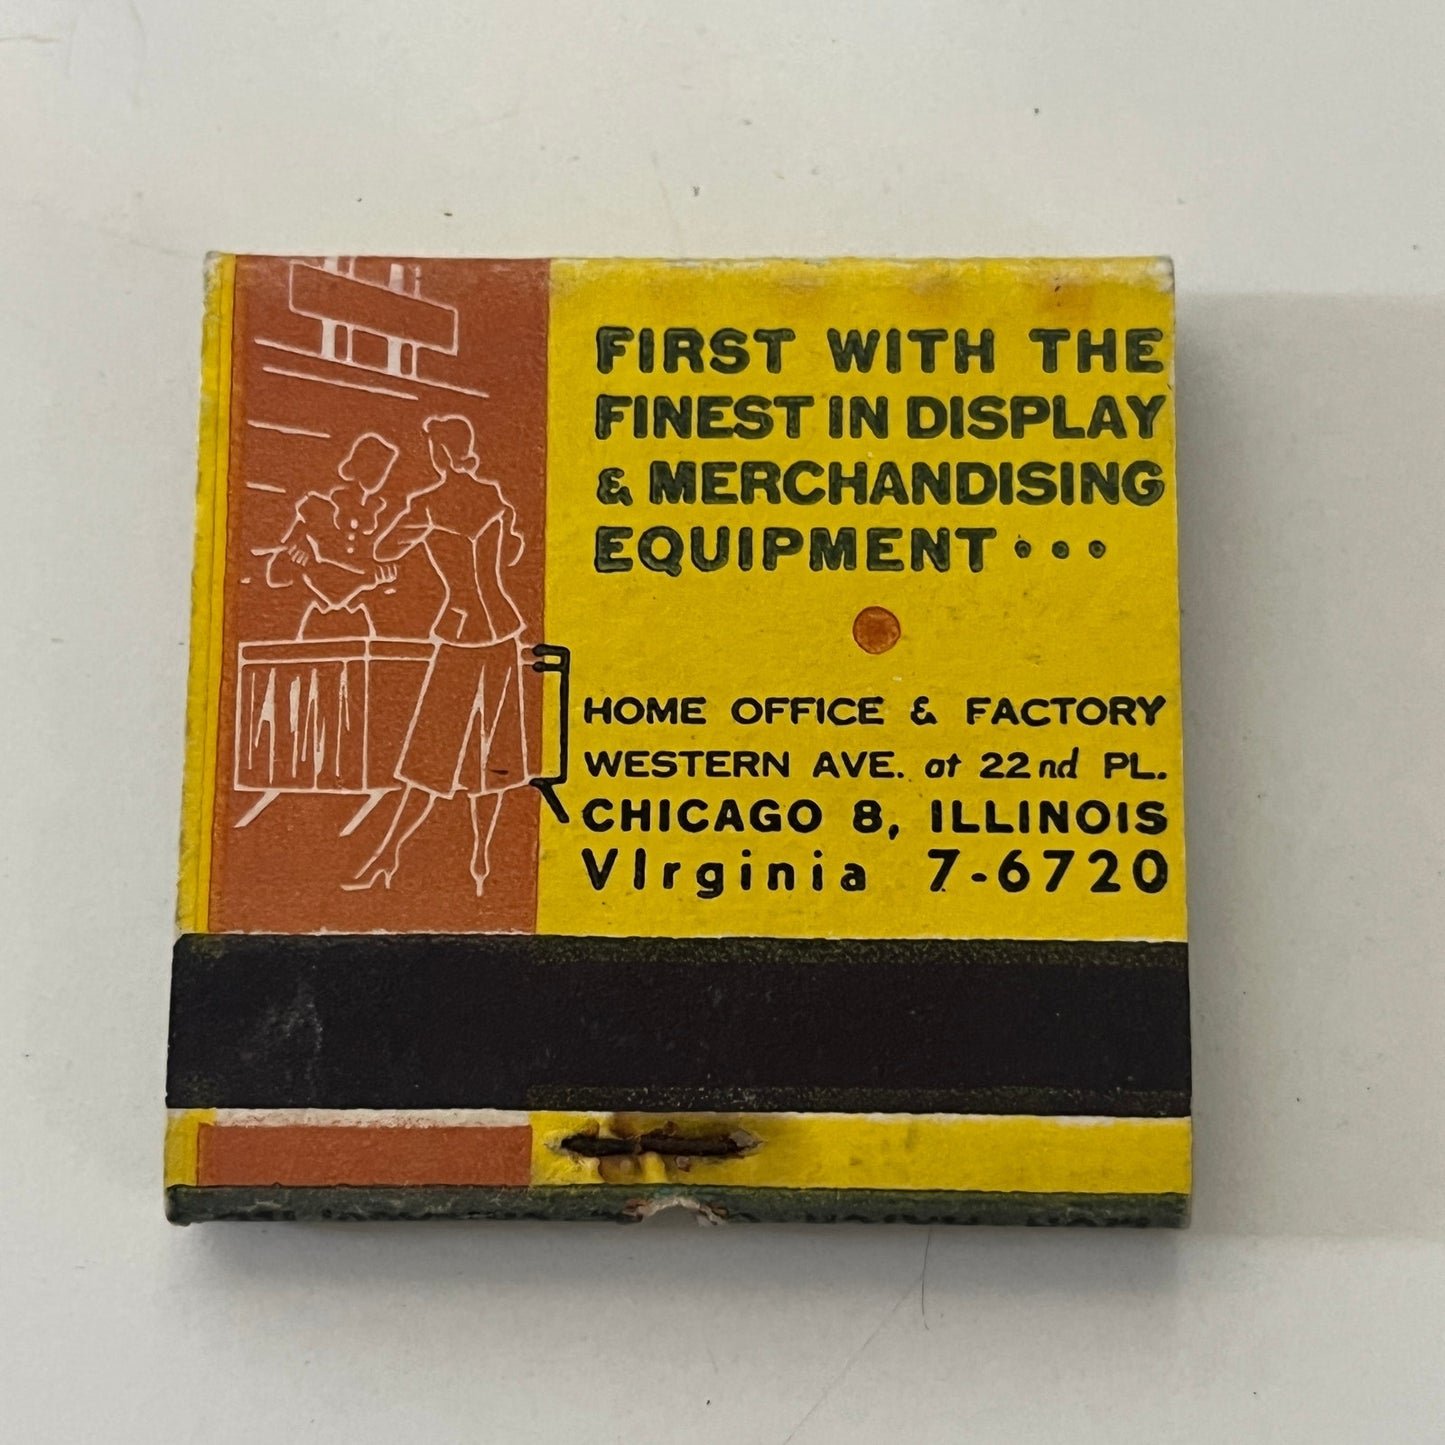 FIRST WITH THE
FINEST IN DISPLAY
& MERCHANDISING
EQUIPMENT •••
HOME OFFICE & FACTORY
WESTERN AVE. at 22nd PL.
CHICAGO 8, ILLINOIS
VIrginia 7-6720